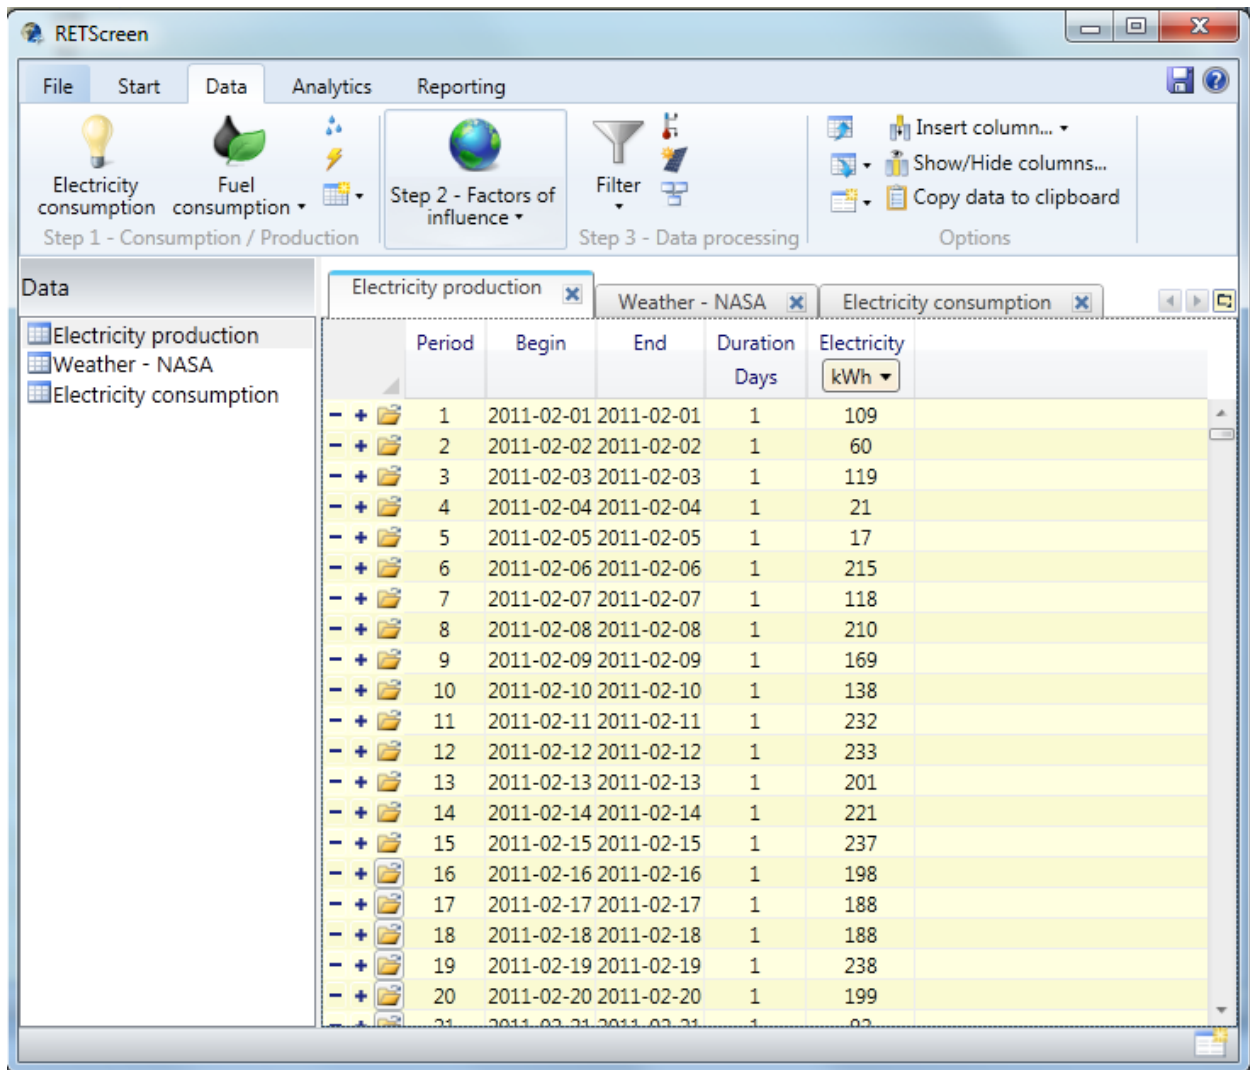 RETScreen
File Start Data Analytics Reporting
Electricity consumption
Fuel consumption
Step 1 - Consumption / Production
Step 2 - Factors of influence
Filter
Step 3 - Data processing
Insert column...
Show/Hide columns...
Copy data to clipboard
Options
Data
Electricity production
Weather - NASA
Electricity consumption
Electricity production Weather - NASA Electricity consumption
Period Begin End Duration Electricity
Days kWh
1 2011-02-01 2011-02-01 1 109
2 2011-02-02 2011-02-02 1 60
3 2011-02-03 2011-02-03 1 119
4 2011-02-04 2011-02-04 1 21
5 2011-02-05 2011-02-05 1 17
6 2011-02-06 2011-02-06 1 215
7 2011-02-07 2011-02-07 1 118
8 2011-02-08 2011-02-08 1 210
9 2011-02-09 2011-02-09 1 169
10 2011-02-10 2011-02-10 1 138
11 2011-02-11 2011-02-11 1 232
12 2011-02-12 2011-02-12 1 233
13 2011-02-13 2011-02-13 1 201
14 2011-02-14 2011-02-14 1 221
15 2011-02-15 2011-02-15 1 237
16 2011-02-16 2011-02-16 1 198
17 2011-02-17 2011-02-17 1 188
18 2011-02-18 2011-02-18 1 188
19 2011-02-19 2011-02-19 1 238
20 2011-02-20 2011-02-20 1 199
21 2011-02-21 2011-02-21 1